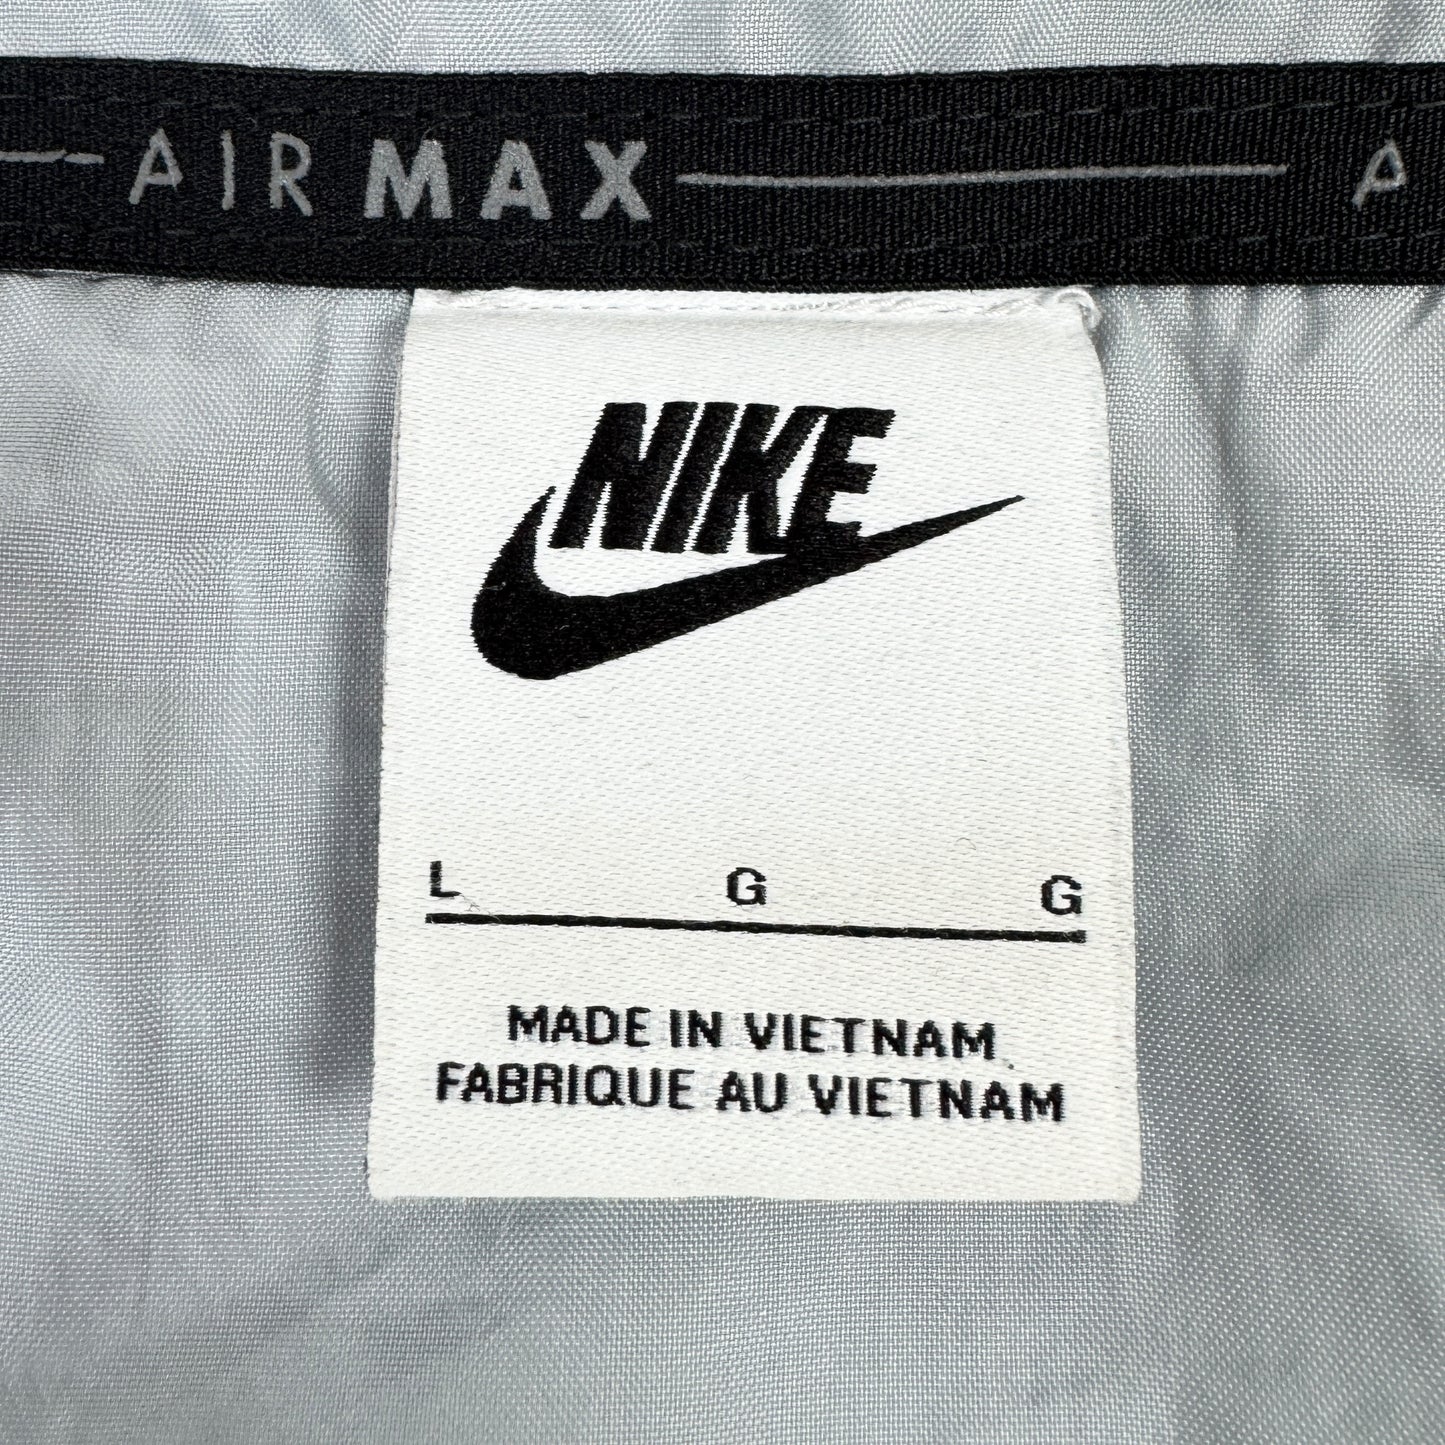 AIR MAX A
NIKE
L G G
MADE IN VIETNAM
FABRIQUE AU VIETNAM